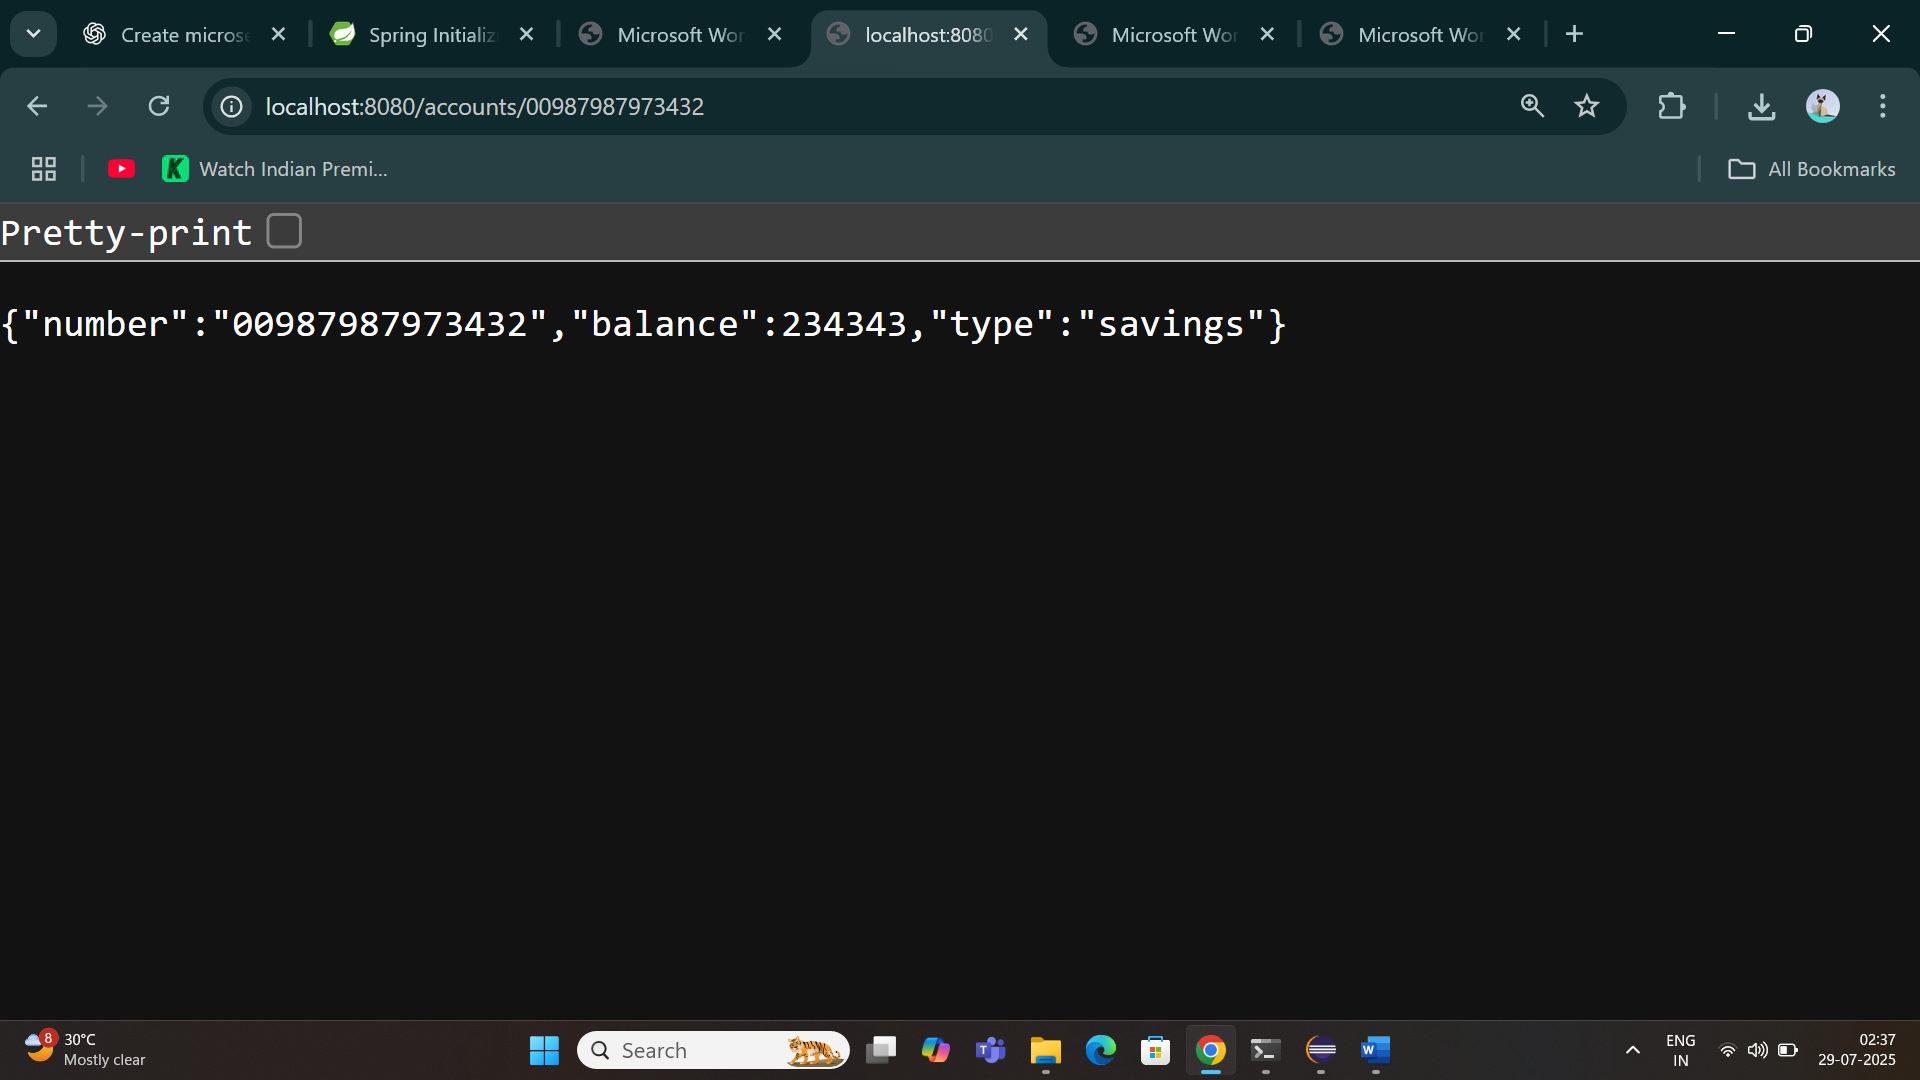 Create micros
Spring Initializ
Microsoft Wor
localhost:8080
Microsoft Wor
Microsoft Wor
localhost:8080/accounts/00987987973432
Watch Indian Premi...
All Bookmarks
Pretty-print
{"number":"00987987973432","balance":234343,"type":"savings"}
8
30°C
Mostly clear
Search
ENG
IN
02:37
29-07-2025